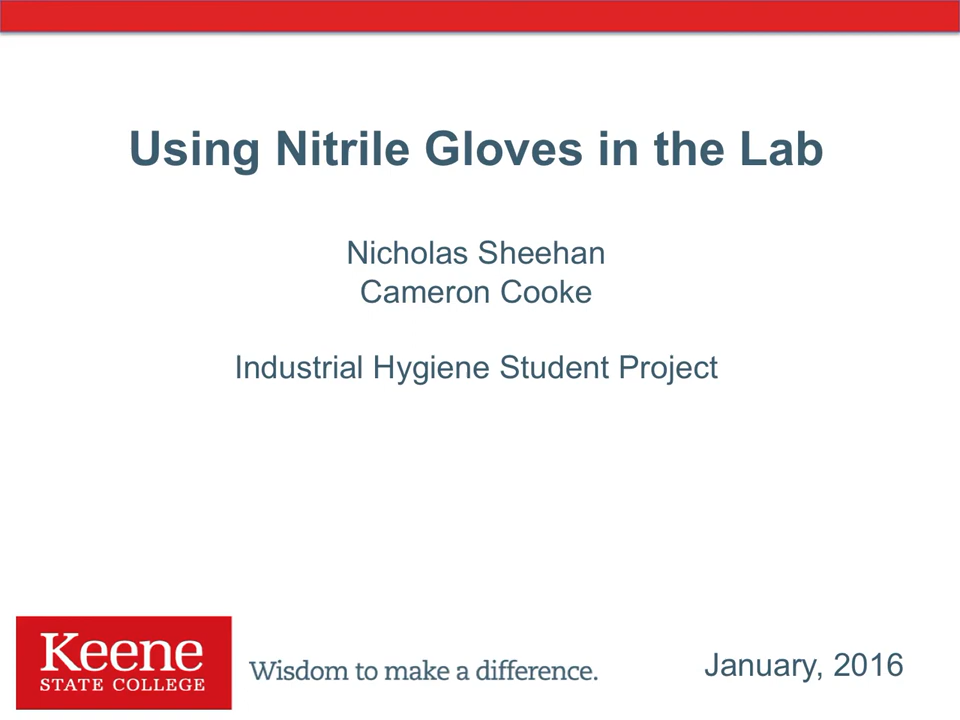 Using Nitrile Gloves in the Lab
Nicholas Sheehan
Cameron Cooke
Industrial Hygiene Student Project
Keene
STATE COLLEGE
Wisdom to make a difference.
January, 2016